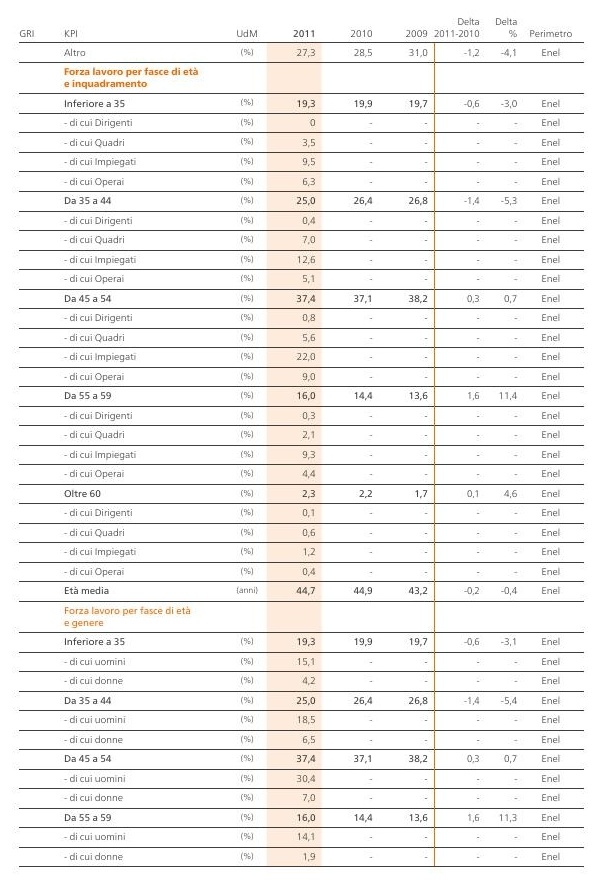 Delta Delta
GRI KPI UdM 2011 2010 2009 2011-2010 % Perimetro
Altro (%) 27,3 28,5 31,0 -1,2 -4,1 Enel
Forza lavoro per fasce di età
e inquadramento
Inferiore a 35 (%) 19,3 19,9 19,7 -0,6 -3,0 Enel
- di cui Dirigenti (%) 0 - - - - Enel
- di cui Quadri (%) 3,5 - - - - Enel
- di cui Impiegati (%) 9,5 - - - - Enel
- di cui Operai (%) 6,3 - - - - Enel
Da 35 a 44 (%) 25,0 26,4 26,8 -1,4 -5,3 Enel
- di cui Dirigenti (%) 0,4 - - - - Enel
- di cui Quadri (%) 7,0 - - - - Enel
- di cui Impiegati (%) 12,6 - - - - Enel
- di cui Operai (%) 5,1 - - - - Enel
Da 45 a 54 (%) 37,4 37,1 38,2 0,3 0,7 Enel
- di cui Dirigenti (%) 0,8 - - - - Enel
- di cui Quadri (%) 5,6 - - - - Enel
- di cui Impiegati (%) 22,0 - - - - Enel
- di cui Operai (%) 9,0 - - - - Enel
Da 55 a 59 (%) 16,0 14,4 13,6 1,6 11,4 Enel
- di cui Dirigenti (%) 0,3 - - - - Enel
- di cui Quadri (%) 2,1 - - - - Enel
- di cui Impiegati (%) 9,3 - - - - Enel
- di cui Operai (%) 4,4 - - - - Enel
Oltre 60 (%) 2,3 2,2 1,7 0,1 4,6 Enel
- di cui Dirigenti (%) 0,1 - - - - Enel
- di cui Quadri (%) 0,6 - - - - Enel
- di cui Impiegati (%) 1,2 - - - - Enel
- di cui Operai (%) 0,4 - - - - Enel
Età media (anni) 44,7 44,9 43,2 -0,2 -0,4 Enel
Forza lavoro per fasce di età
e genere
Inferiore a 35 (%) 19,3 19,9 19,7 -0,6 -3,1 Enel
- di cui uomini (%) 15,1 - - - - Enel
- di cui donne (%) 4,2 - - - - Enel
Da 35 a 44 (%) 25,0 26,4 26,8 -1,4 -5,4 Enel
- di cui uomini (%) 18,5 - - - - Enel
- di cui donne (%) 6,5 - - - - Enel
Da 45 a 54 (%) 37,4 37,1 38,2 0,3 0,7 Enel
- di cui uomini (%) 30,4 - - - - Enel
- di cui donne (%) 7,0 - - - - Enel
Da 55 a 59 (%) 16,0 14,4 13,6 1,6 11,3 Enel
- di cui uomini (%) 14,1 - - - - Enel
- di cui donne (%) 1,9 - - - - Enel